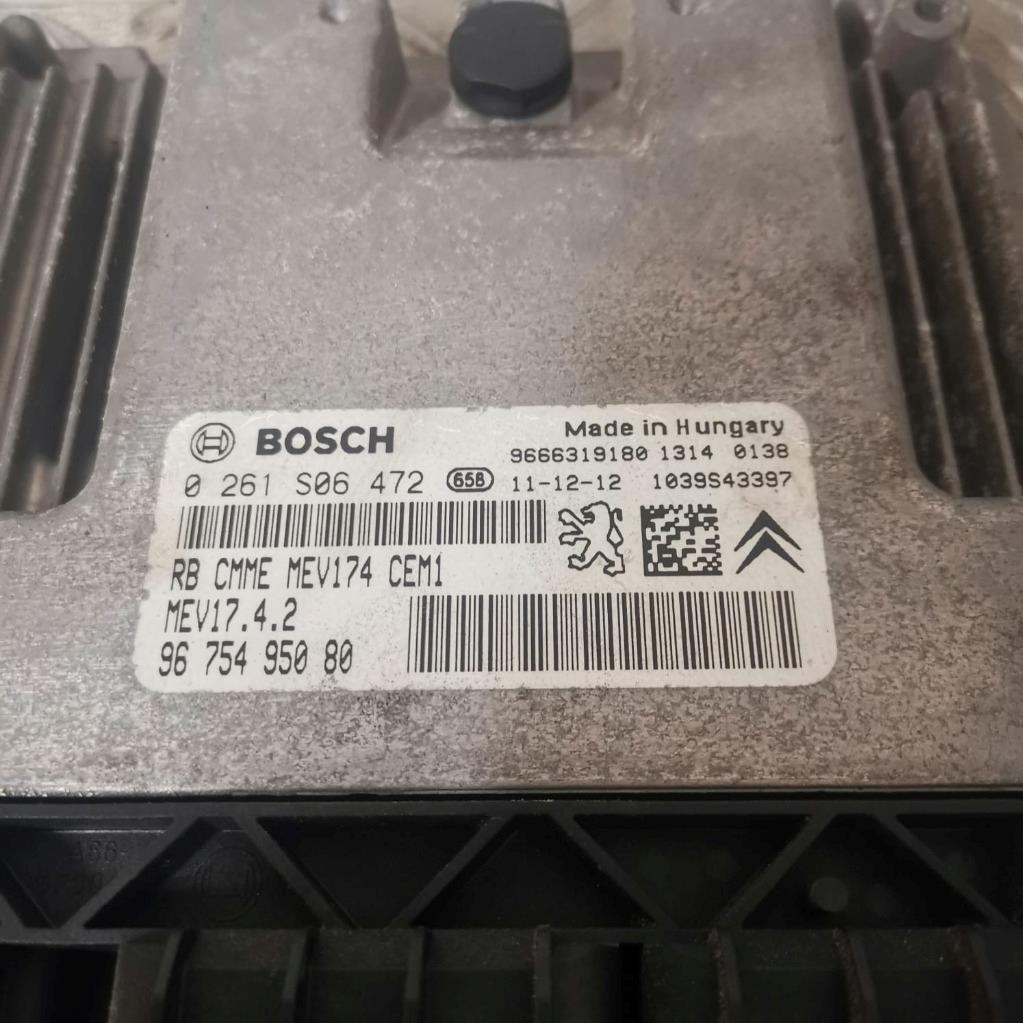 BOSCH
Made in Hungary
9666319180 1314 0138
0 261 S06 472 658 11-12-12 1039S43397
RB CMME MEV174 CEM1
MEV17.4.2
96 754 950 80